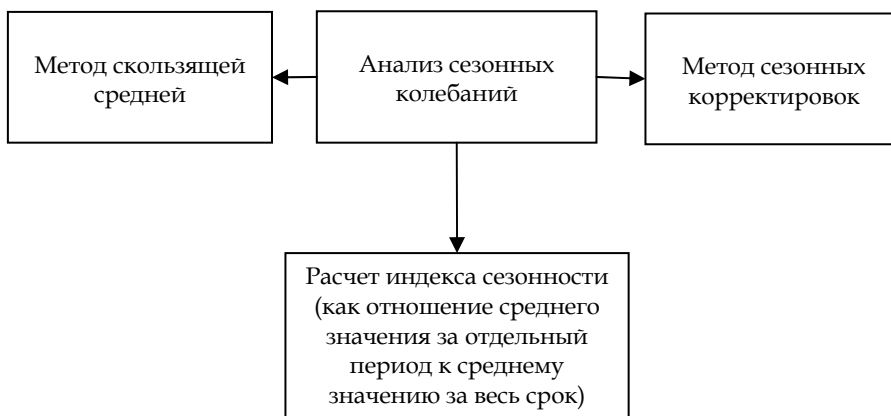 Метод скользящей
средней
Анализ сезонных
колебаний
Метод сезонных
корректировок
Расчет индекса сезонности
(как отношение среднего
значения за отдельный
период к среднему
значению за весь срок)